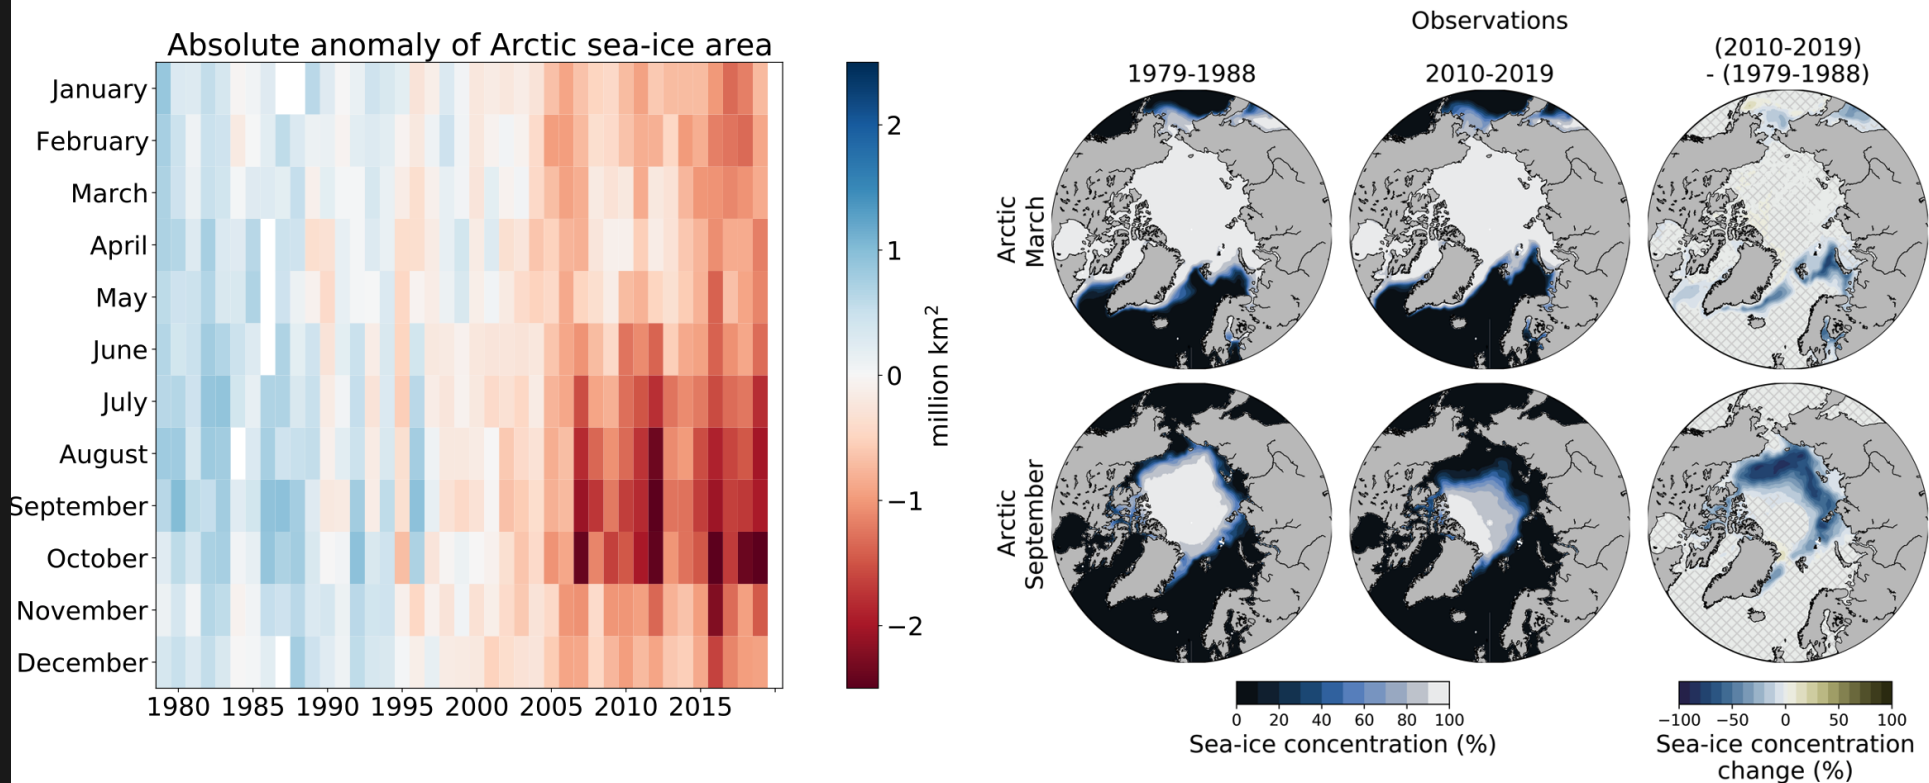 Absolute anomaly of Arctic sea-ice area
January
February
March
April
May
June
July
August
September
October
November
December
1980 1985 1990 1995 2000 2005 2010 2015
2
1
0
−1
−2
million km²
Observations
1979-1988
2010-2019
(2010-2019)
- (1979-1988)
Arctic
March
Arctic
September
0 20 40 60 80 100
Sea-ice concentration (%)
−100 −50 0 50 100
Sea-ice concentration
change (%)